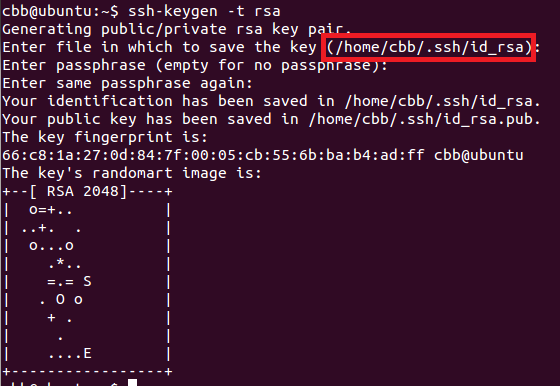 cbb@ubuntu:~$ ssh-keygen -t rsa
Generating public/private rsa key pair.
Enter file in which to save the key (/home/cbb/.ssh/id_rsa):
Enter passphrase (empty for no passphrase):
Enter same passphrase again:
Your identification has been saved in /home/cbb/.ssh/id_rsa.
Your public key has been saved in /home/cbb/.ssh/id_rsa.pub.
The key fingerprint is:
66:c8:1a:27:0d:84:7f:00:05:cb:55:6b:ba:b4:ad:ff cbb@ubuntu
The key's randomart image is:
+--[ RSA 2048]----+
|  o=+..          |
| ..+.  .         |
|  o...o          |
|    .*..         |
|    =.= S        |
|   . O o         |
|    + .          |
|     .           |
|    ....E        |
+-----------------+